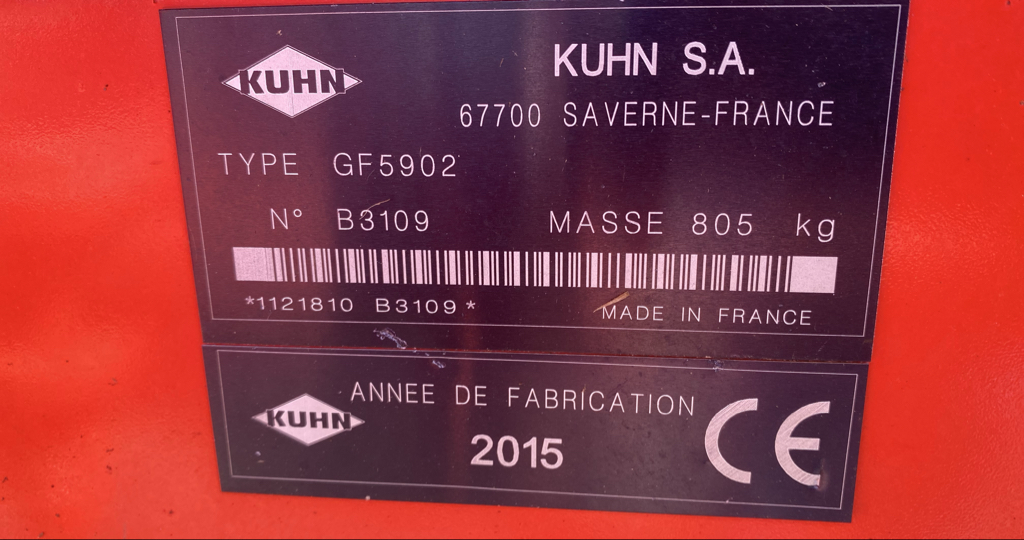 KUHN
KUHN S.A.
67700 SAVERNE-FRANCE
TYPE GF5902
N° B3109 MASSE 805 kg
*1121810 B3109*
MADE IN FRANCE
KUHN
ANNEE DE FABRICATION
2015
CE